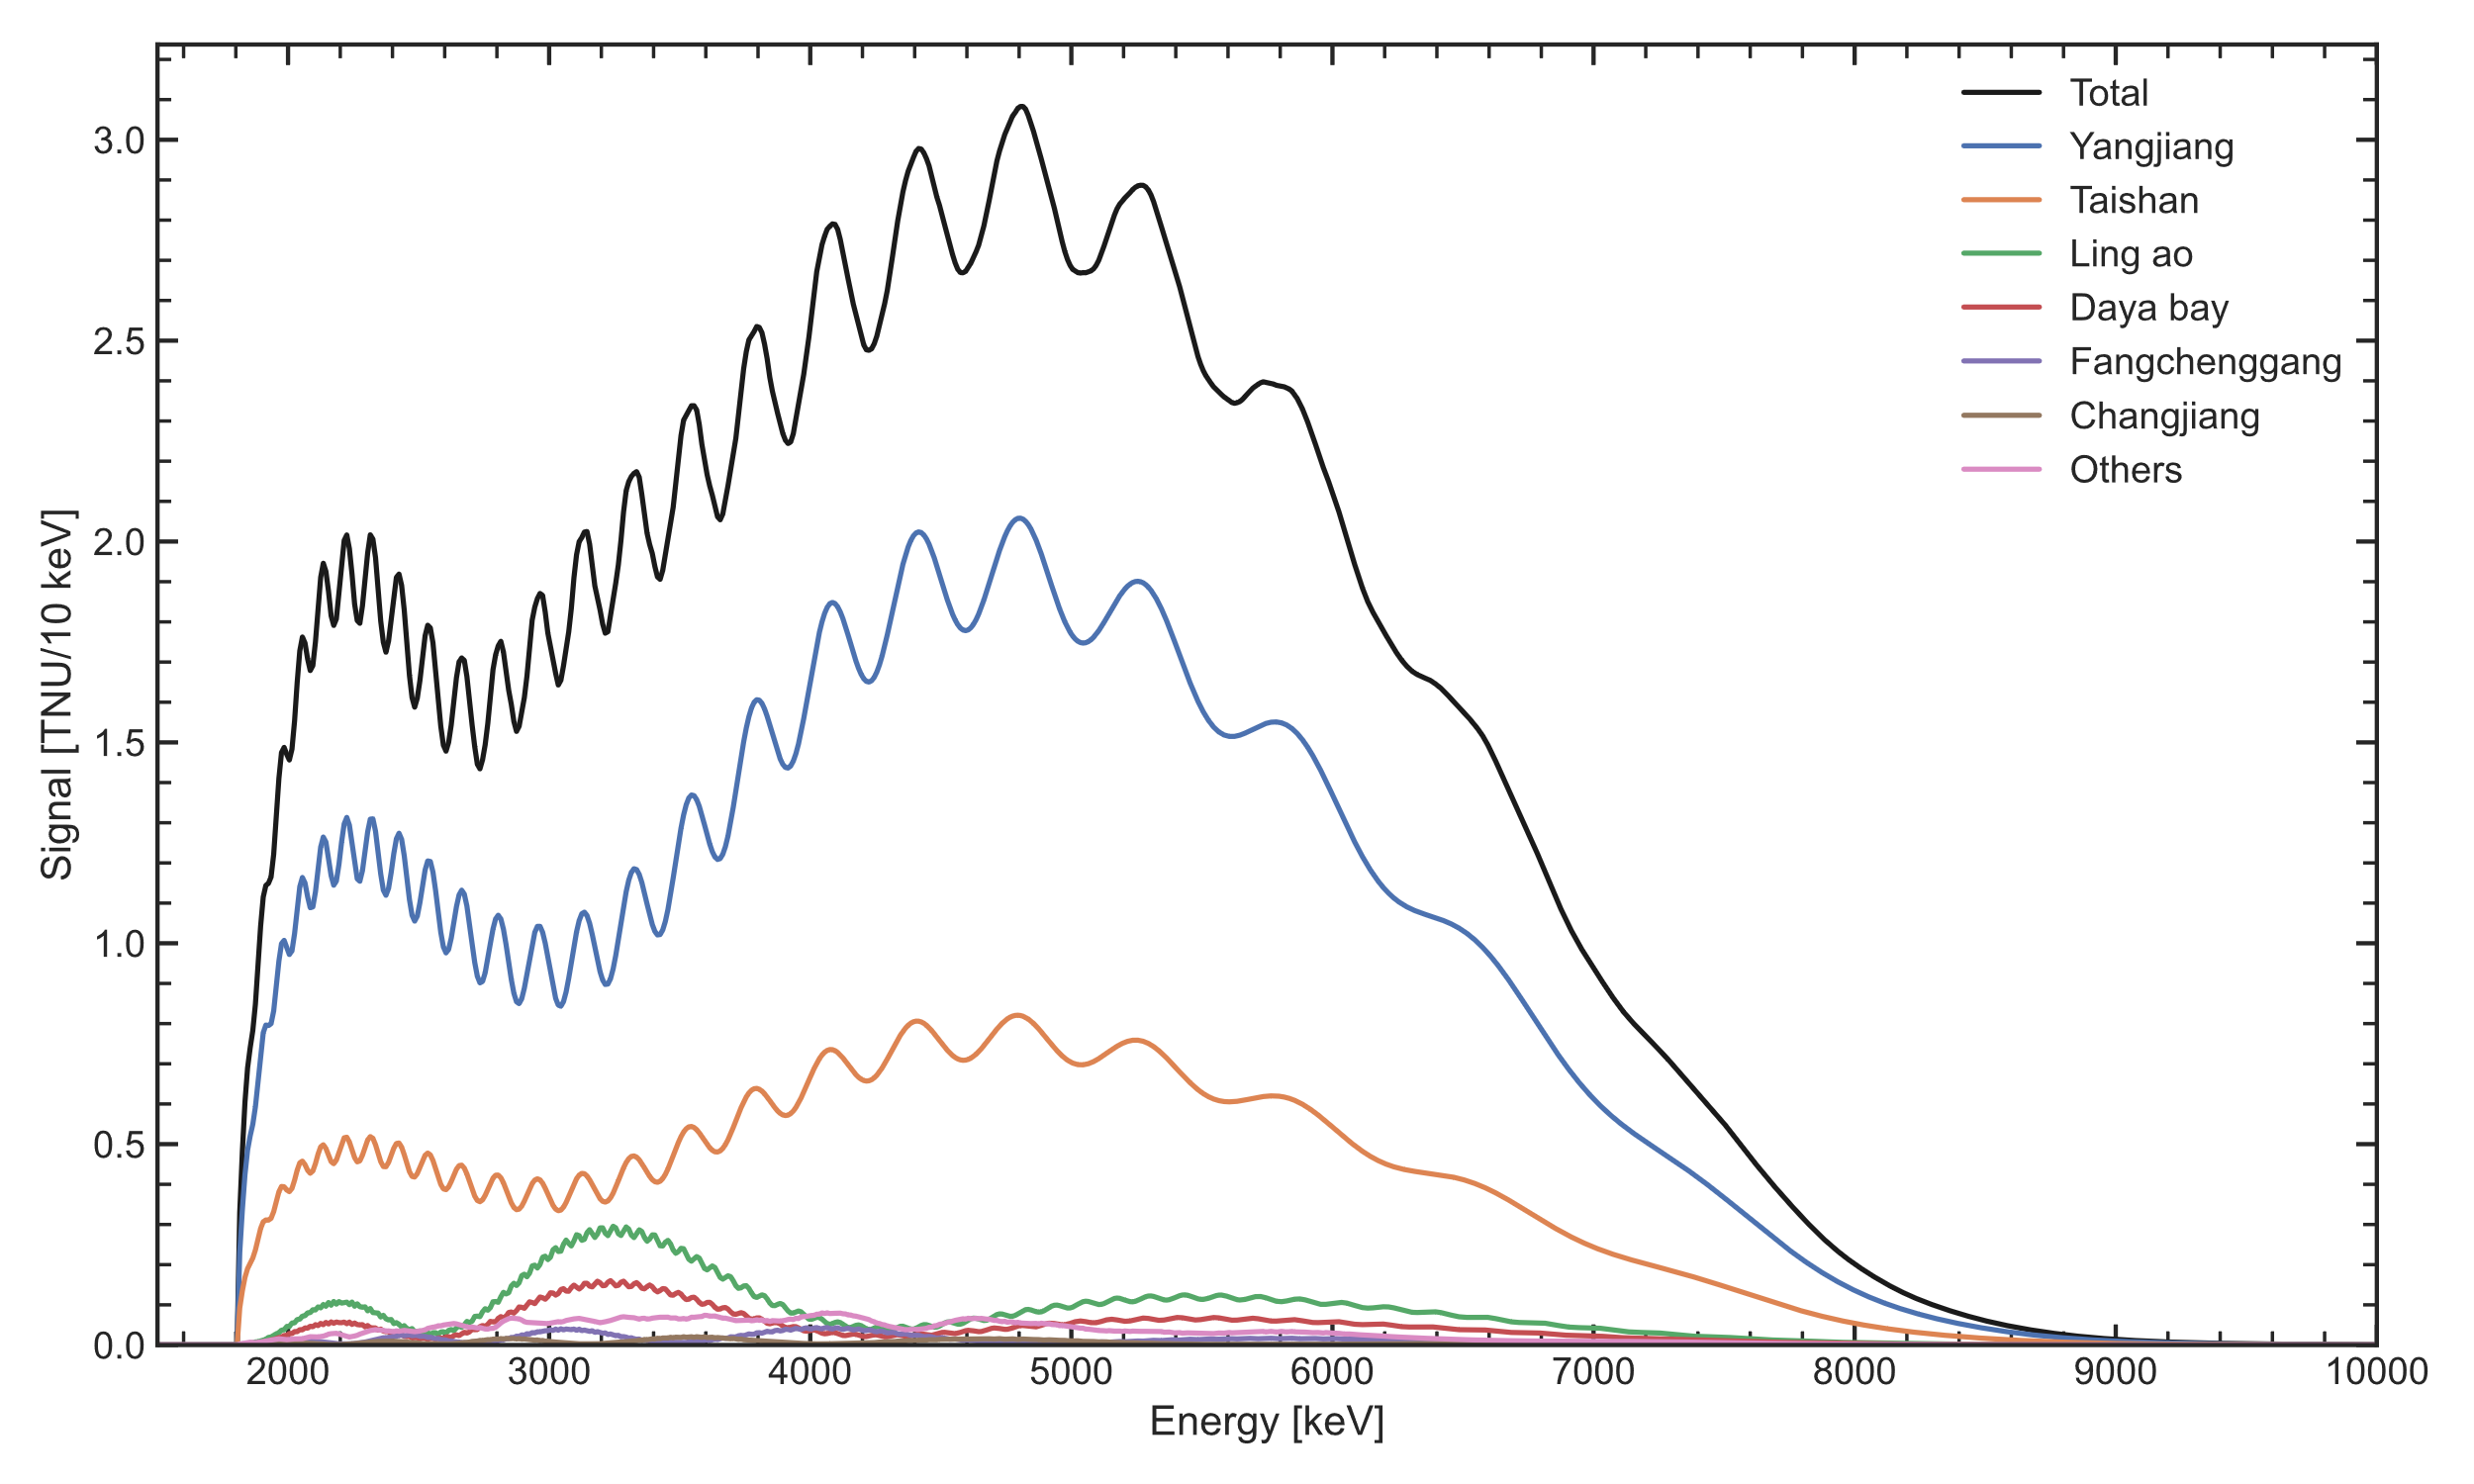 Total
Yangjiang
Taishan
Ling ao
Daya bay
Fangchenggang
Changjiang
Others
Signal [TNU/10 keV]
3.0
2.5
2.0
1.5
1.0
0.5
0.0
2000 3000 4000 5000 6000 7000 8000 9000 10000
Energy [keV]